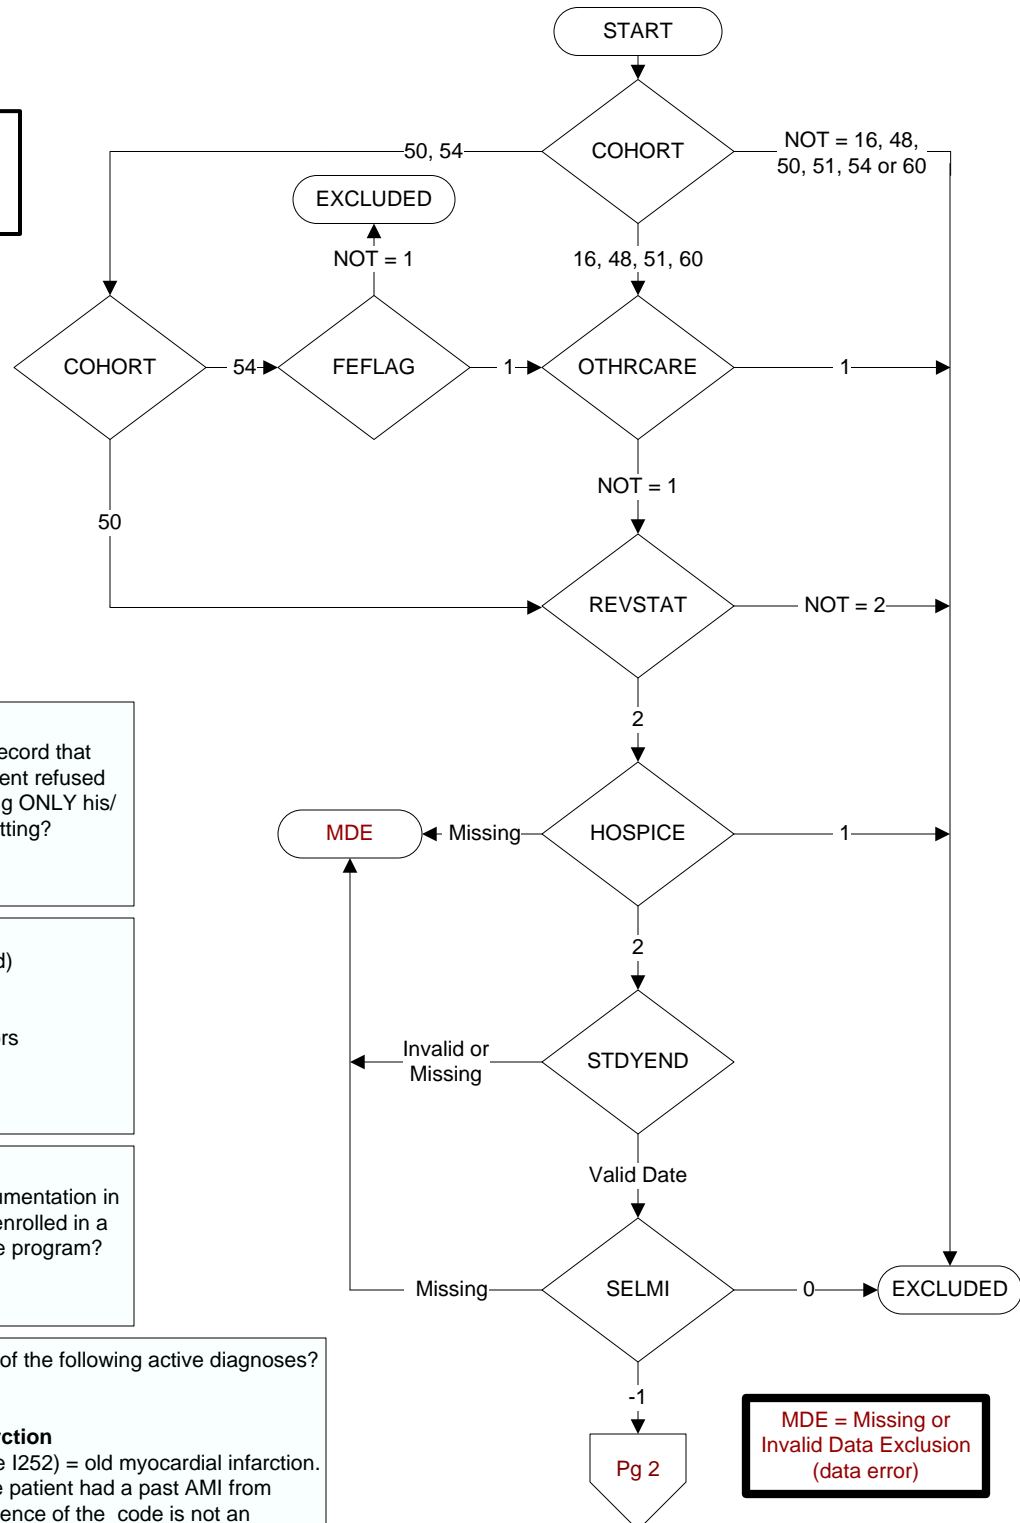 START
COHORT
50, 54
NOT = 16, 48,
50, 51, 54 or 60
EXCLUDED
NOT = 1
16, 48, 51, 60
COHORT
54
FEFLAG
1
OTHRCARE
1
NOT = 1
50
REVSTAT
NOT = 2
2
MDE
Missing
HOSPICE
1
2
Invalid or
Missing
STDYEND
Valid Date
Missing
SELMI
0
EXCLUDED
-1
Pg 2
MDE = Missing or
Invalid Data Exclusion
(data error)
ecord that
ent refused
g ONLY his/
tting?
d)
rs
umentation in
enrolled in a
e program?
of the following active diagnoses?
rction
e I252) = old myocardial infarction.
e patient had a past AMI from
ence of the code is not an